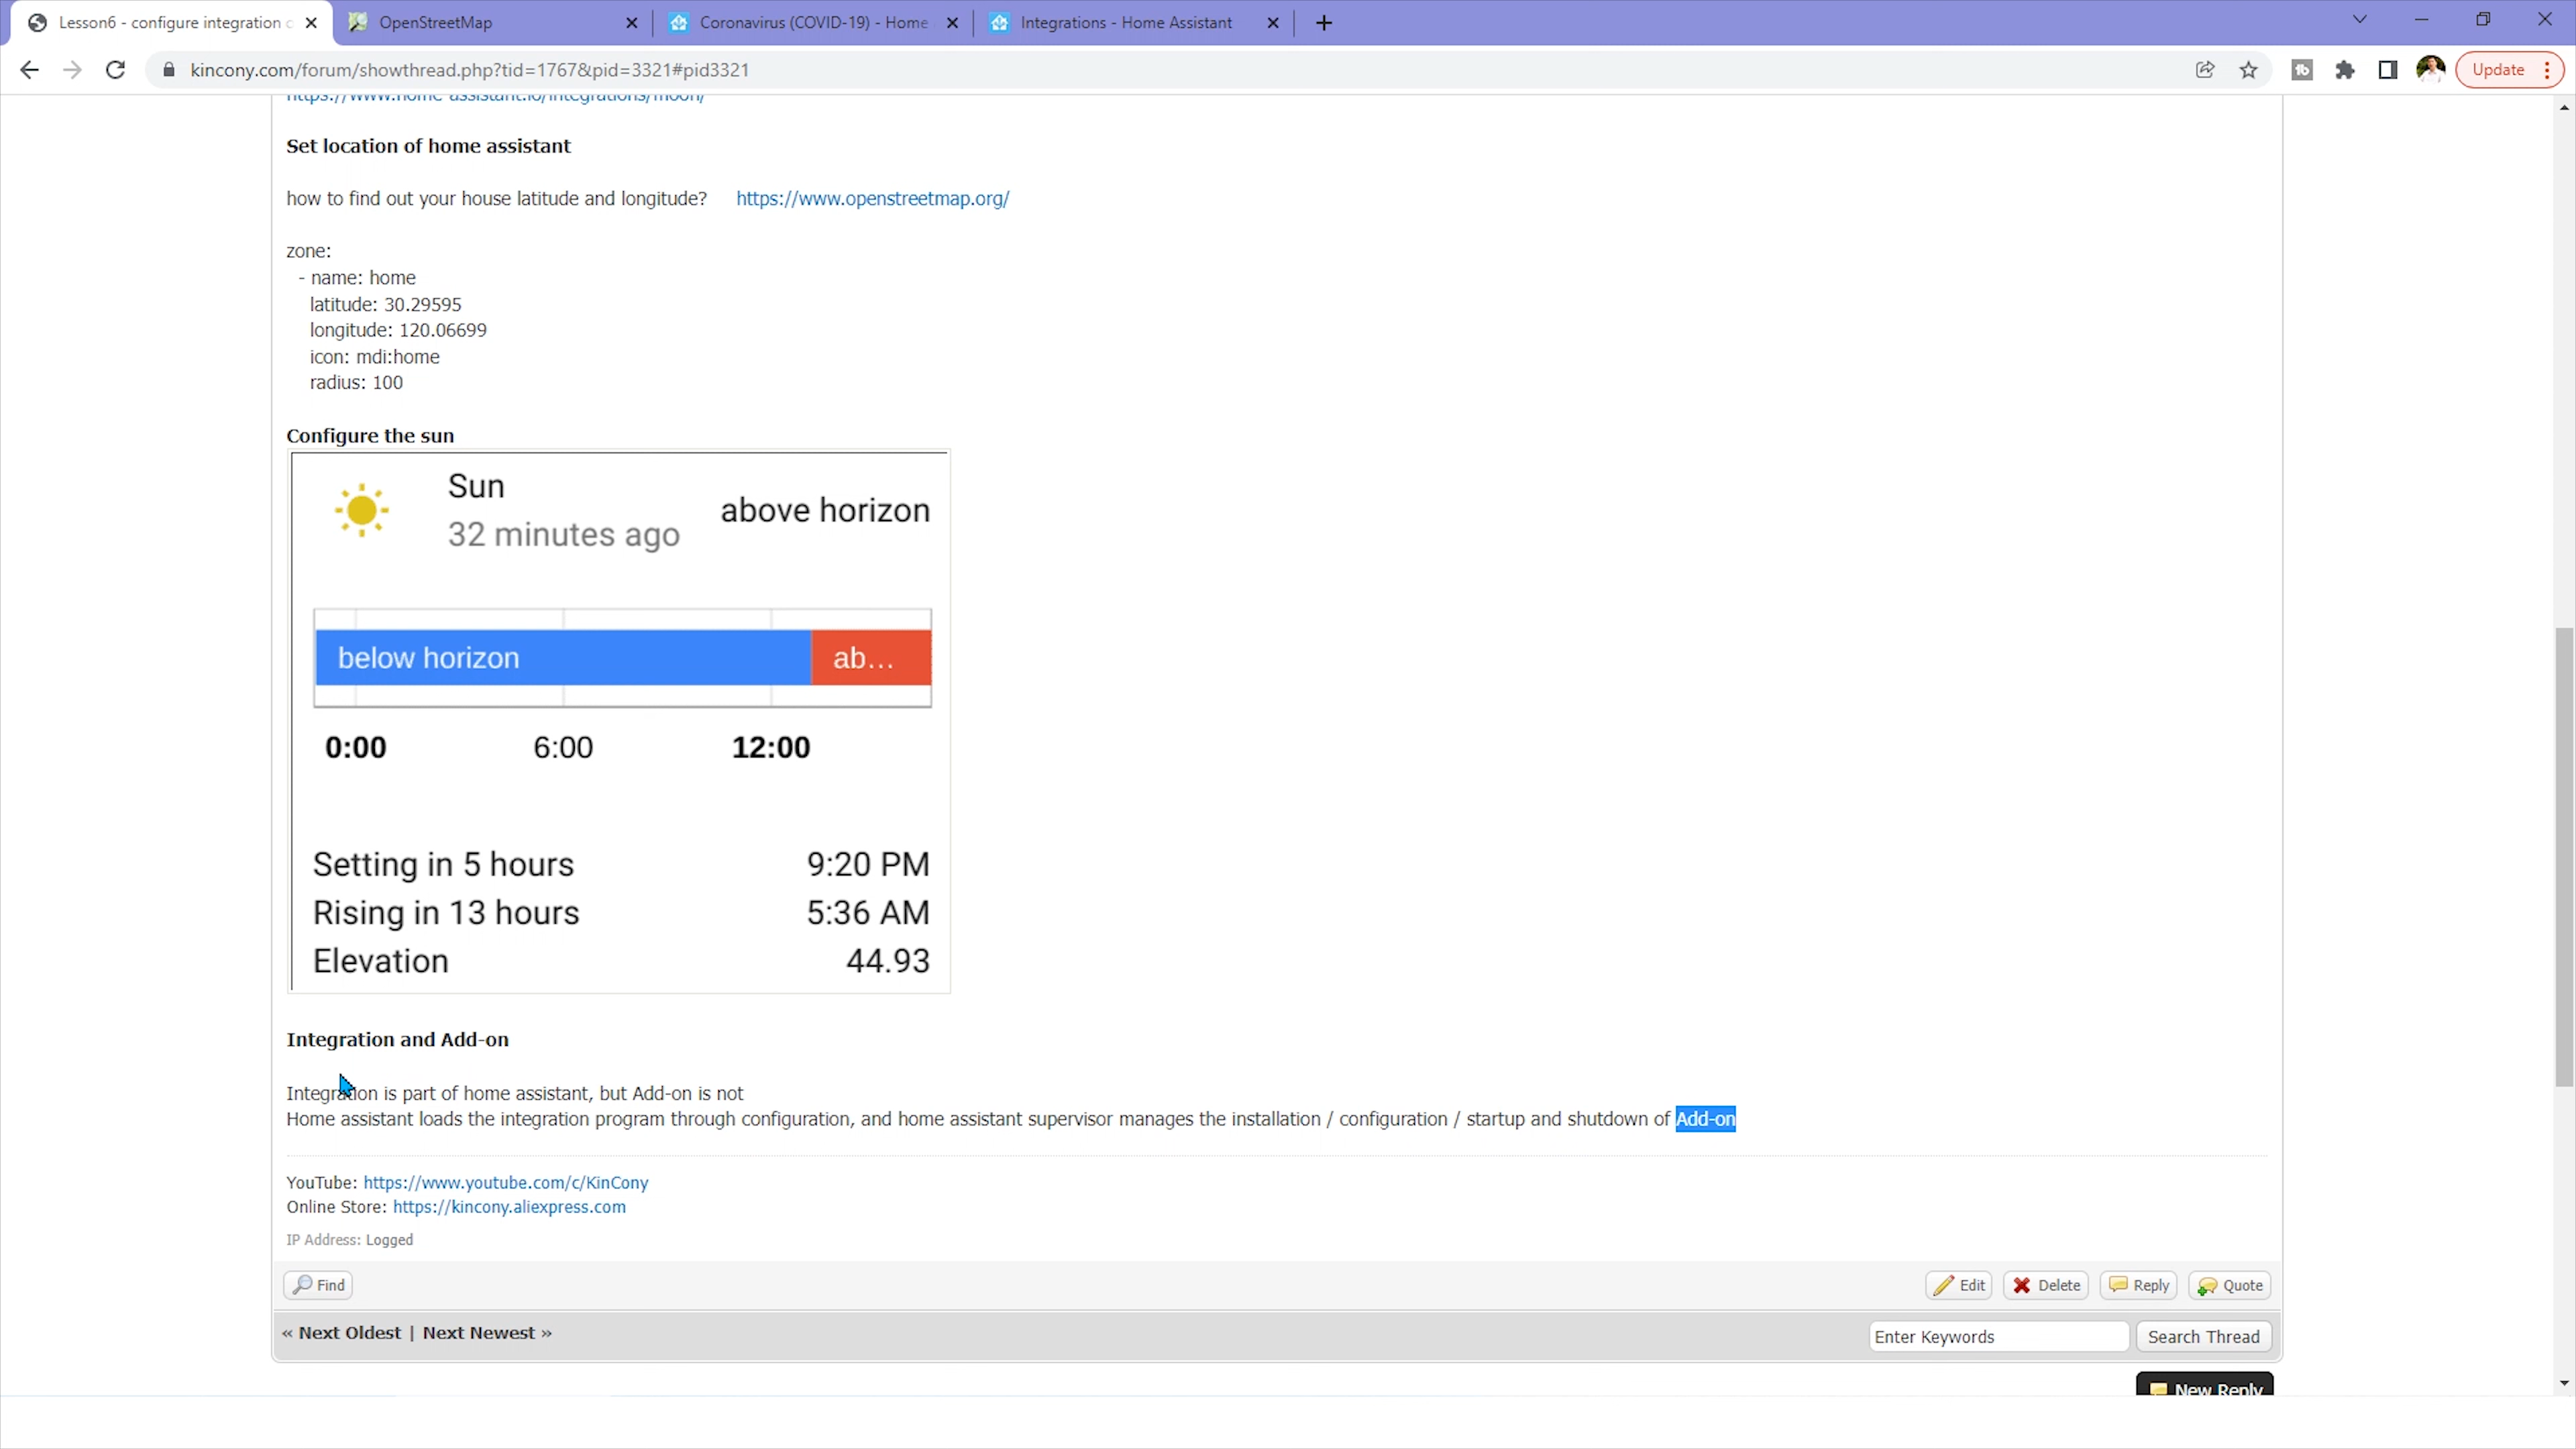 Lesson6 - configure integration c
OpenStreetMap
Coronavirus (COVID-19) - Home
Integrations - Home Assistant
kincony.com/forum/showthread.php?tid=1767&pid=3321#pid3321
Update
https://www.home-assistant.io/integrations/moon/
Set location of home assistant
how to find out your house latitude and longitude? https://www.openstreetmap.org/
zone:
- name: home
latitude: 30.29595
longitude: 120.06699
icon: mdi:home
radius: 100
Configure the sun
Sun
32 minutes ago
above horizon
below horizon
ab...
0:00 6:00 12:00
Setting in 5 hours 9:20 PM
Rising in 13 hours 5:36 AM
Elevation 44.93
Integration and Add-on
Integration is part of home assistant, but Add-on is not
Home assistant loads the integration program through configuration, and home assistant supervisor manages the installation / configuration / startup and shutdown of Add-on
YouTube: https://www.youtube.com/c/KinCony
Online Store: https://kincony.aliexpress.com
IP Address: Logged
Find
Edit Delete Reply Quote
« Next Oldest | Next Newest »
Enter Keywords Search Thread
New Reply